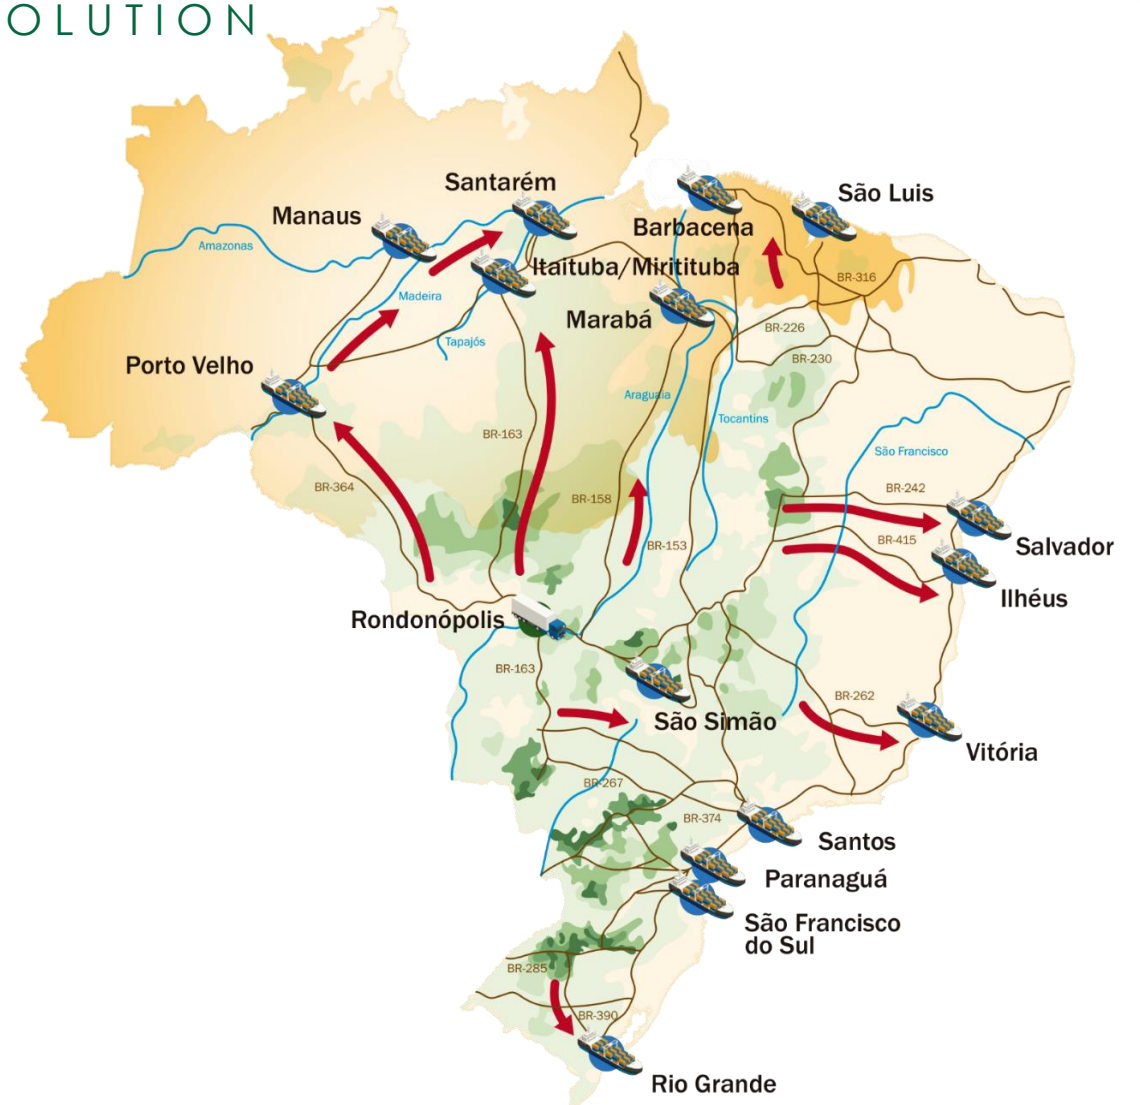 OLUTION
Santarém
São Luis
Manaus
Barbacena
Amazonas
Itaituba/Miritituba
BR-316
Madeira
Marabá
BR-226
Tapajós
Porto Velho
BR-230
Araguaia
Tocantins
BR-163
São Francisco
BR-364
BR-158
BR-242
BR-415
BR-153
Salvador
Ilhéus
Rondonópolis
BR-163
BR-262
São Simão
Vitória
BR-267
BR-374
Santos
Paranaguá
São Francisco
do Sul
BR-285
BR-390
Rio Grande